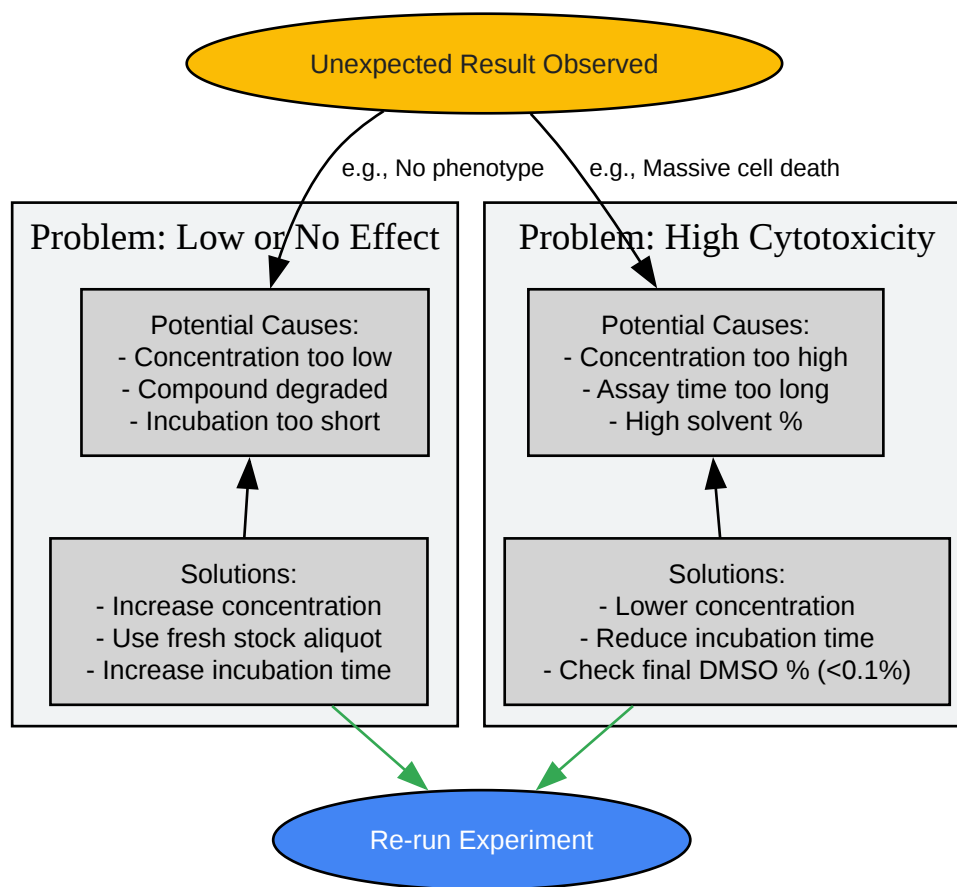 Unexpected Result Observed
e.g., No phenotype
e.g., Massive cell death
Problem: Low or No Effect
Potential Causes:
- Concentration too low
- Compound degraded
- Incubation too short
Solutions:
- Increase concentration
- Use fresh stock aliquot
- Increase incubation time
Problem: High Cytotoxicity
Potential Causes:
- Concentration too high
- Assay time too long
- High solvent %
Solutions:
- Lower concentration
- Reduce incubation time
- Check final DMSO % (<0.1%)
Re-run Experiment